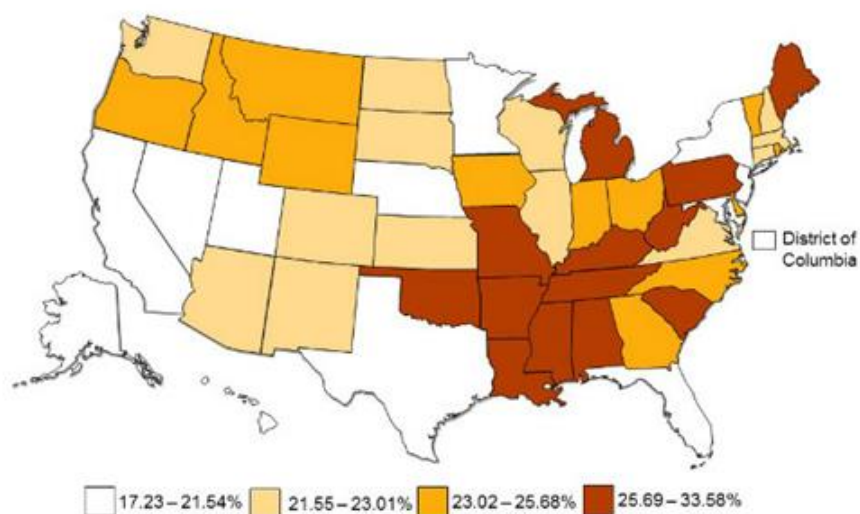 District of
Columbia
17.23 – 21.54% 21.55 – 23.01% 23.02 – 25.68% 25.69 – 33.58%